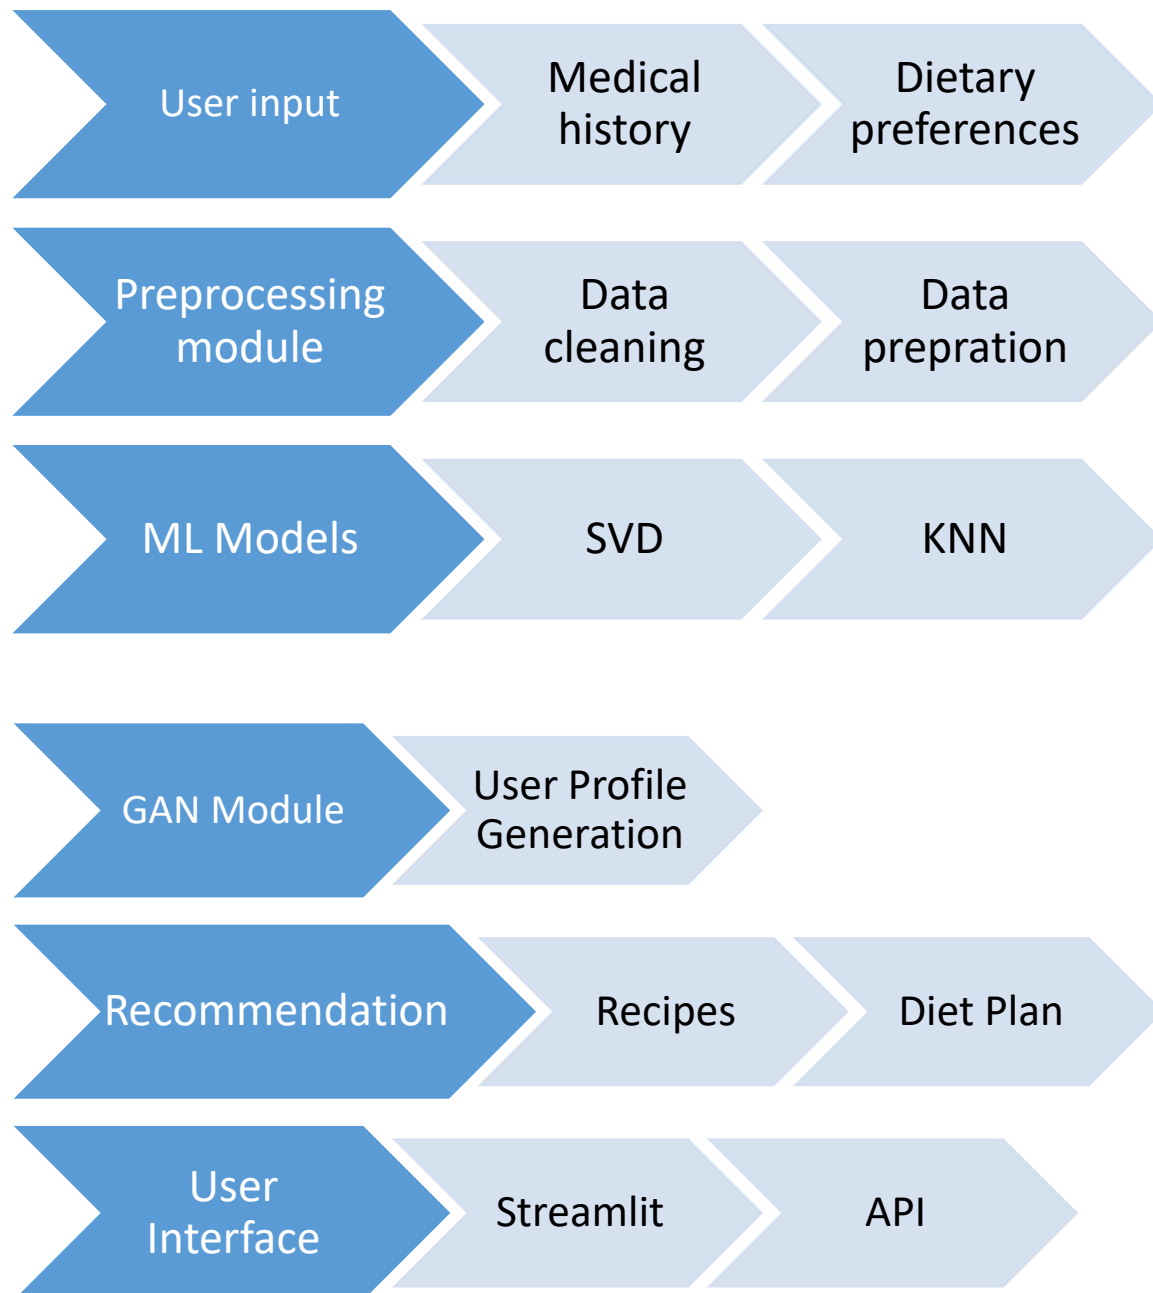 User input
Medical
history
Dietary
preferences
Preprocessing
module
Data
cleaning
Data
prepration
ML Models
SVD
KNN
GAN Module
User Profile
Generation
Recommendation
Recipes
Diet Plan
User
Interface
Streamlit
API